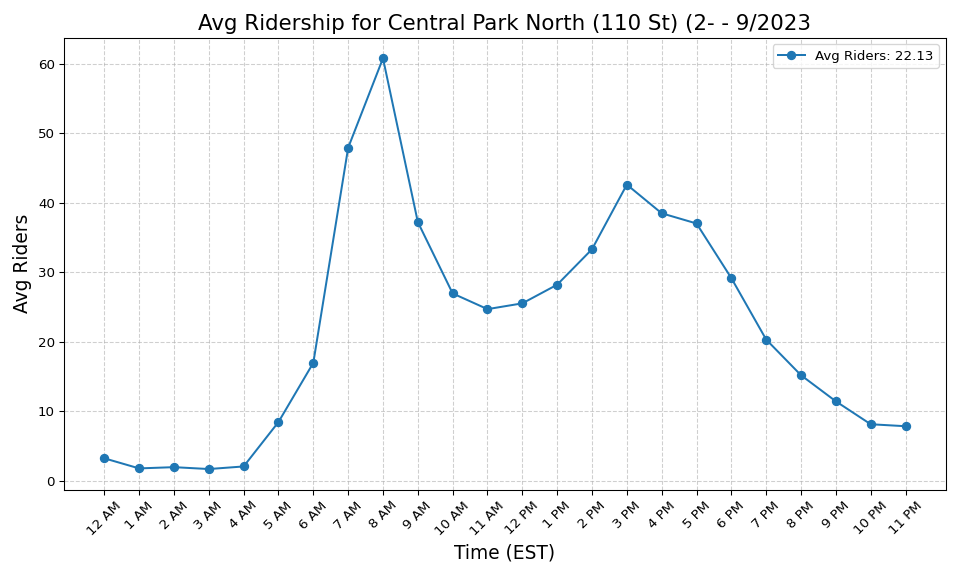 Avg Ridership for Central Park North (110 St) (2- - 9/2023
Avg Riders: 22.13
Avg Riders
60
50
40
30
20
10
0
12 AM
1 AM
2 AM
3 AM
4 AM
5 AM
6 AM
7 AM
8 AM
9 AM
10 AM
11 AM
12 PM
1 PM
2 PM
3 PM
4 PM
5 PM
6 PM
7 PM
8 PM
9 PM
10 PM
11 PM
Time (EST)